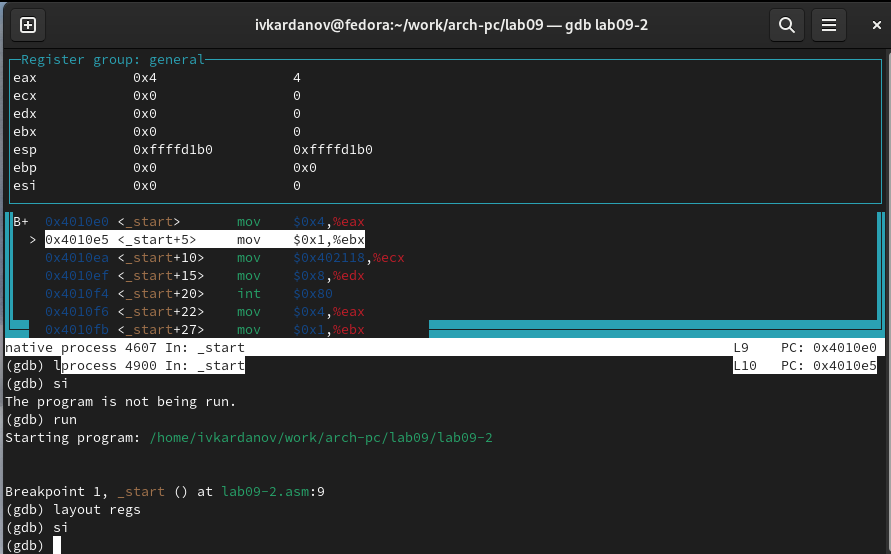 ivkardanov@fedora:~/work/arch-pc/lab09 — gdb lab09-2
Register group: general
eax 0x4 4
ecx 0x0 0
edx 0x0 0
ebx 0x0 0
esp 0xffffd1b0 0xffffd1b0
ebp 0x0 0x0
esi 0x0 0
B+ 0x4010e0 <_start> mov $0x4,%eax
> 0x4010e5 <_start+5> mov $0x1,%ebx
0x4010ea <_start+10> mov $0x402118,%ecx
0x4010ef <_start+15> mov $0x8,%edx
0x4010f4 <_start+20> int $0x80
0x4010f6 <_start+22> mov $0x4,%eax
0x4010fb <_start+27> mov $0x1,%ebx
native process 4607 In: _start L9 PC: 0x4010e0
(gdb) lprocess 4900 In: _start L10 PC: 0x4010e5
(gdb) si
The program is not being run.
(gdb) run
Starting program: /home/ivkardanov/work/arch-pc/lab09/lab09-2
Breakpoint 1, _start () at lab09-2.asm:9
(gdb) layout regs
(gdb) si
(gdb)